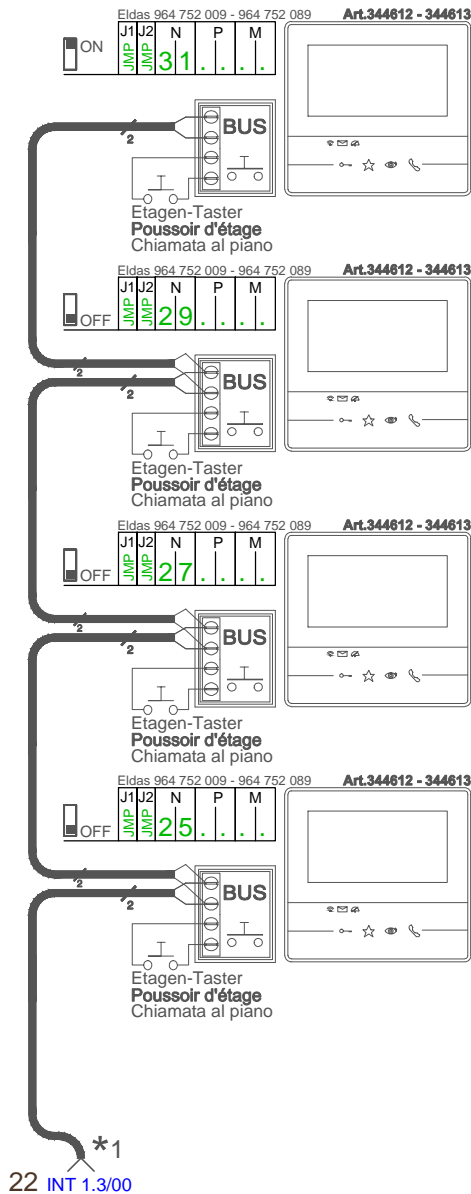 Eldas 964 752 009 - 964 752 089 Art.344612 - 344613
ON J1 J2 N P M
JMP JMP 3 1 . . . .
2
BUS
Etagen-Taster
Poussoir d'étage
Chiamata al piano
Eldas 964 752 009 - 964 752 089 Art.344612 - 344613
J1 J2 N P M
OFF JMP JMP 2 9 . . . .
2
2
BUS
Etagen-Taster
Poussoir d'étage
Chiamata al piano
Eldas 964 752 009 - 964 752 089 Art.344612 - 344613
J1 J2 N P M
OFF JMP JMP 2 7 . . . .
2
2
BUS
Etagen-Taster
Poussoir d'étage
Chiamata al piano
Eldas 964 752 009 - 964 752 089 Art.344612 - 344613
J1 J2 N P M
OFF JMP JMP 2 5 . . . .
2
2
BUS
Etagen-Taster
Poussoir d'étage
Chiamata al piano
*1
22 INT 1.3/00